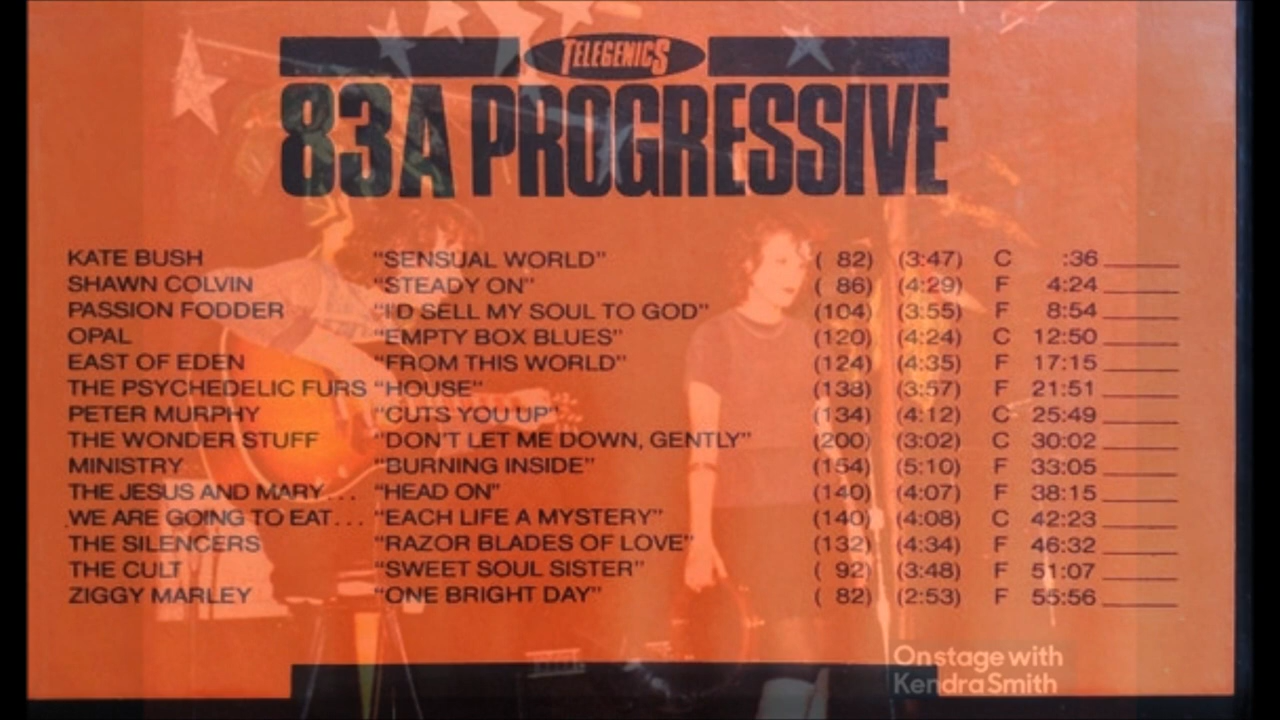 TELEGENICS
83A PROGRESSIVE
KATE BUSH "SENSUAL WORLD" ( 82) (3:47) C :36
SHAWN COLVIN "STEADY ON" ( 86) (4:29) F 4:24
PASSION FODDER "I'D SELL MY SOUL TO GOD" (104) (3:55) F 8:54
OPAL "EMPTY BOX BLUES" (120) (4:24) C 12:50
EAST OF EDEN "FROM THIS WORLD" (124) (4:35) F 17:15
THE PSYCHEDELIC FURS "HOUSE" (138) (3:57) F 21:51
PETER MURPHY "CUTS YOU UP" (134) (4:12) C 25:49
THE WONDER STUFF "DON'T LET ME DOWN, GENTLY" (200) (3:02) C 30:02
MINISTRY "BURNING INSIDE" (154) (5:10) F 33:05
THE JESUS AND MARY... "HEAD ON" (140) (4:07) F 38:15
WE ARE GOING TO EAT... "EACH LIFE A MYSTERY" (140) (4:08) C 42:23
THE SILENCERS "RAZOR BLADES OF LOVE" (132) (4:34) F 46:32
THE CULT "SWEET SOUL SISTER" ( 92) (3:48) F 51:07
ZIGGY MARLEY "ONE BRIGHT DAY" ( 82) (2:53) F 55:56
On stage with
Kendra Smith